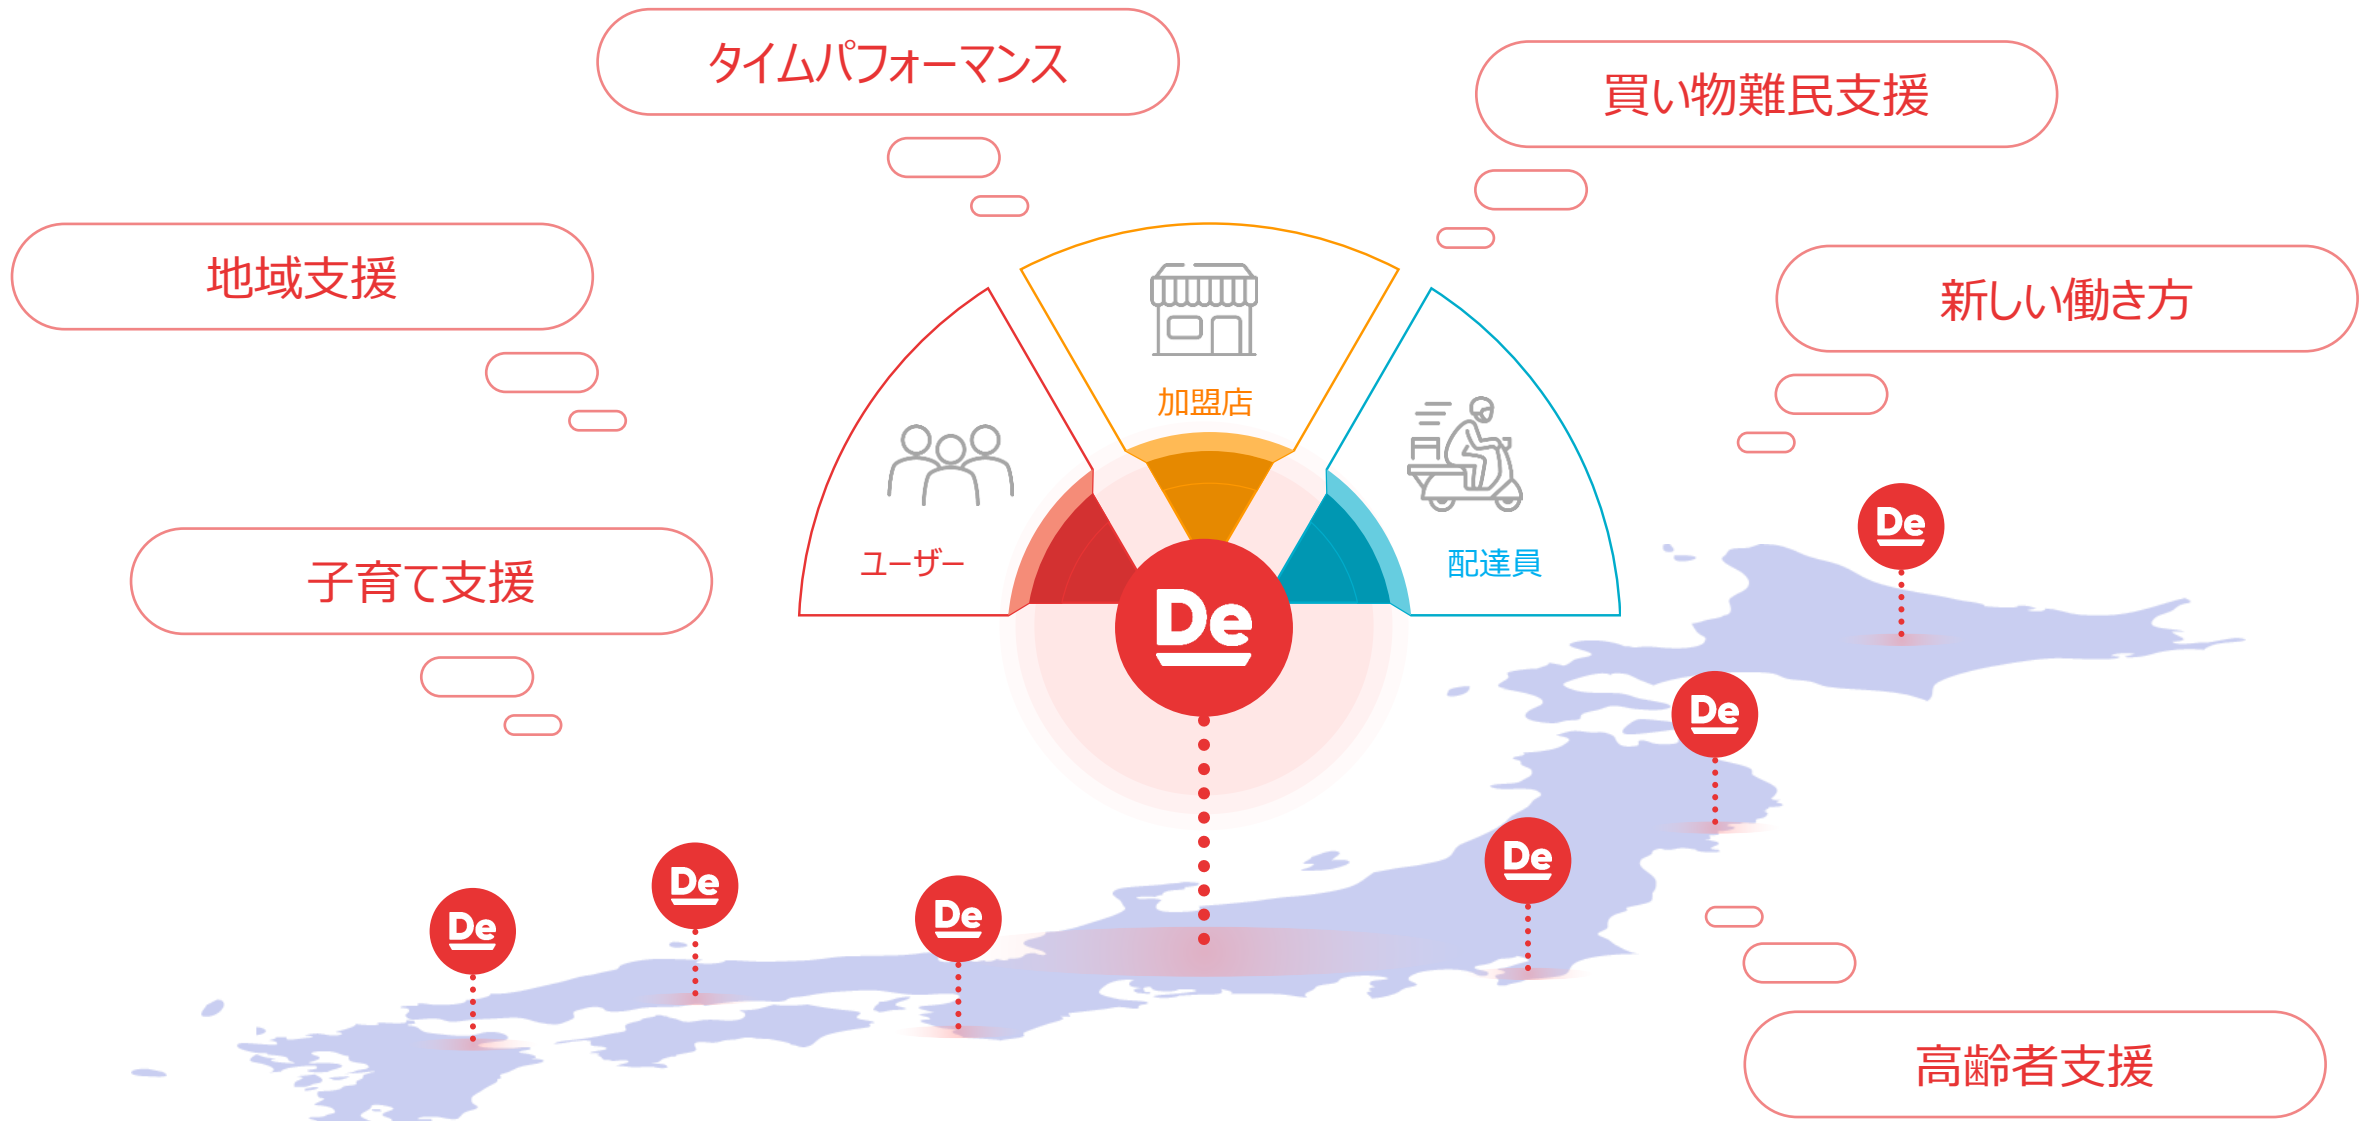 タイムパフォーマンス
買い物難民支援
地域支援
新しい働き方
加盟店
ユーザー
配達員
子育て支援
De
De
De
De
De
De
De
高齢者支援